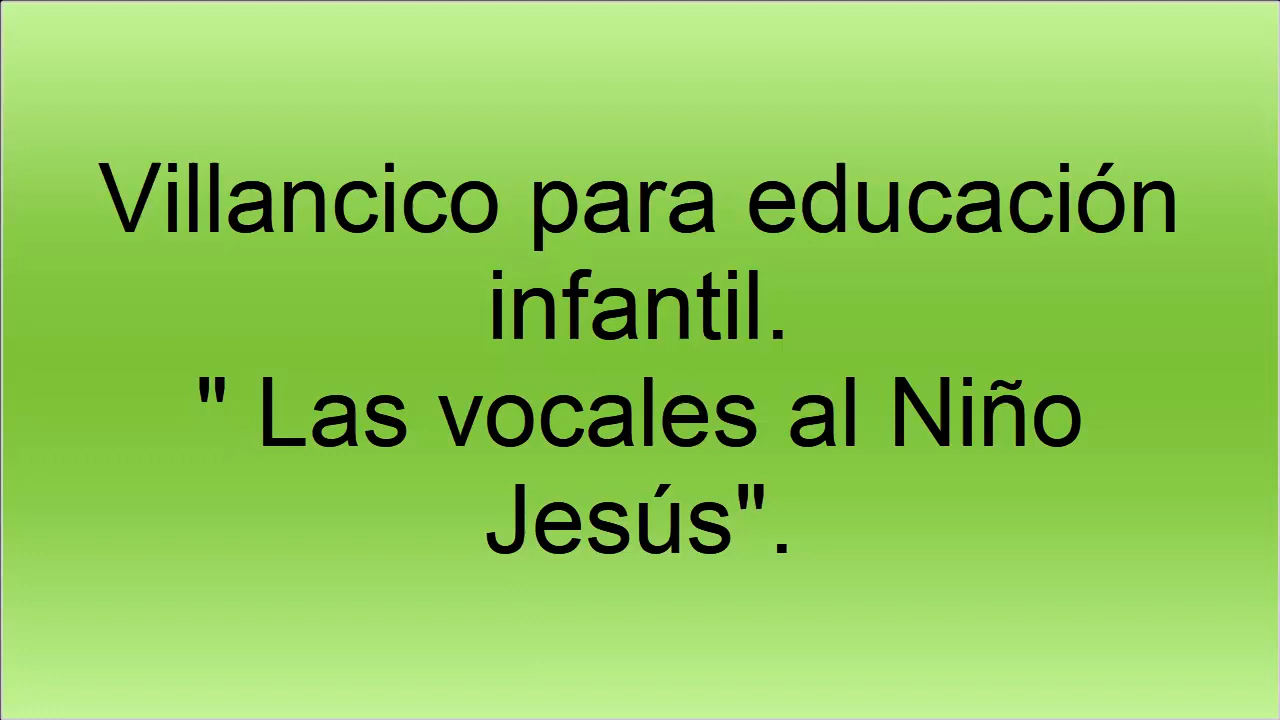 Villancico para educación
infantil.
" Las vocales al Niño
Jesús".